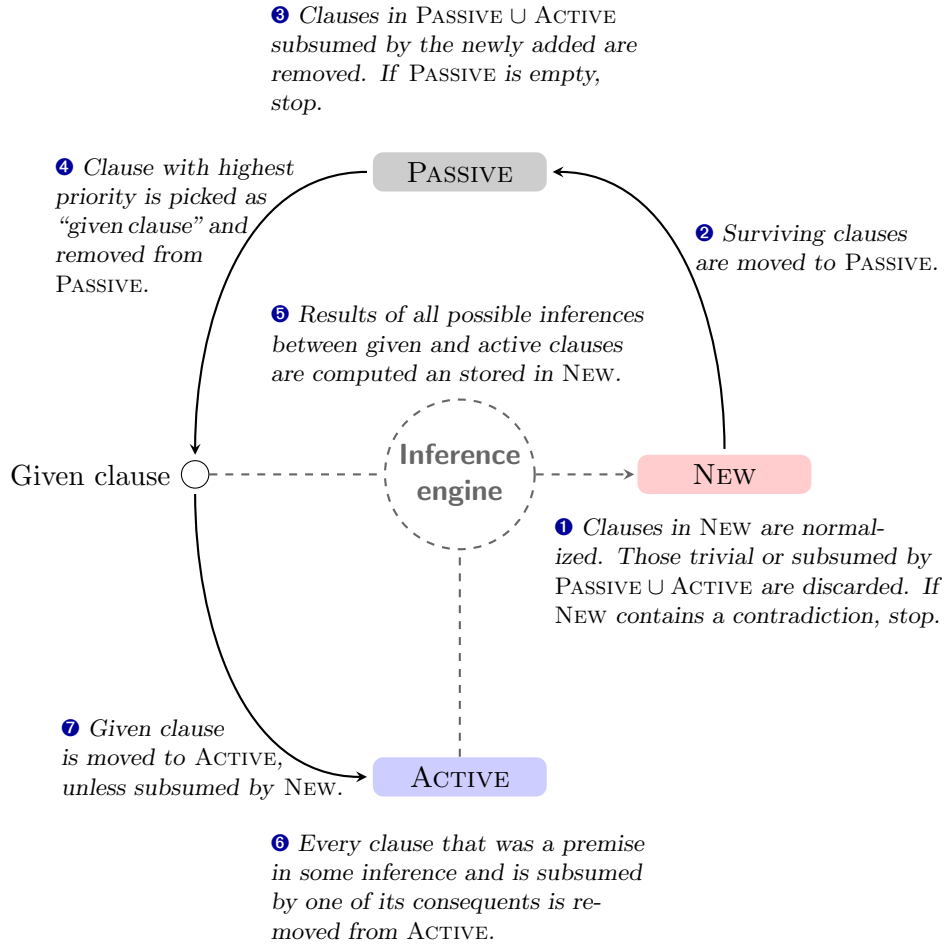 ❸ Clauses in PASSIVE ∪ ACTIVE
subsumed by the newly added are
removed. If PASSIVE is empty,
stop.
❹ Clause with highest
priority is picked as
“given clause” and
removed from
PASSIVE.
PASSIVE
❷ Surviving clauses
are moved to PASSIVE.
❺ Results of all possible inferences
between given and active clauses
are computed an stored in NEW.
Given clause
Inference
engine
NEW
❶ Clauses in NEW are normal-
ized. Those trivial or subsumed by
PASSIVE ∪ ACTIVE are discarded. If
NEW contains a contradiction, stop.
❼ Given clause
is moved to ACTIVE,
unless subsumed by NEW.
ACTIVE
❻ Every clause that was a premise
in some inference and is subsumed
by one of its consequents is re-
moved from ACTIVE.